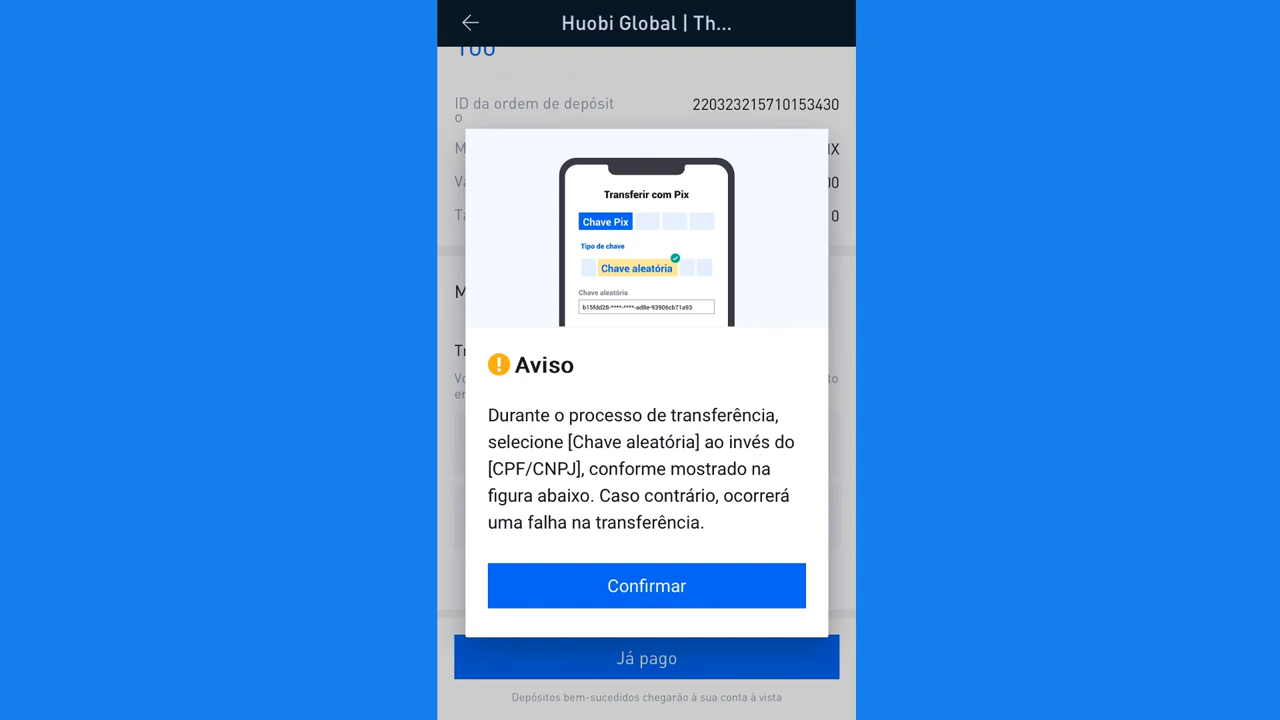 Huobi Global | Th...
100
ID da ordem de depósit
o
220323215710153430
Transferir com Pix
Chave Pix
Tipo de chave
Chave aleatória
Chave aleatória
b15fdd28-****-****-ad8e-93906cb71a93
Aviso
Durante o processo de transferência,
selecione [Chave aleatória] ao invés do
[CPF/CNPJ], conforme mostrado na
figura abaixo. Caso contrário, ocorrerá
uma falha na transferência.
Confirmar
Já pago
Depósitos bem-sucedidos chegarão à sua conta à vista